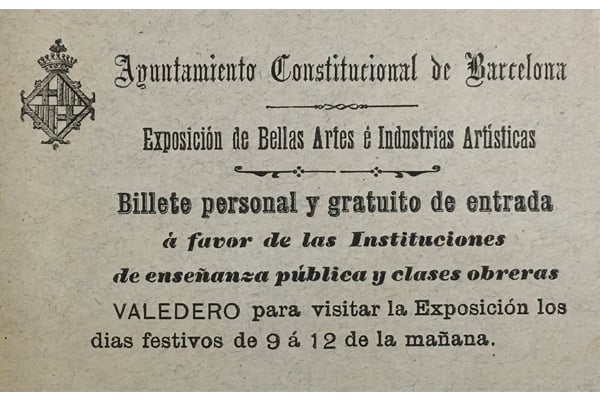 Ayuntamiento Constitucional de Barcelona
Exposición de Bellas Artes é Industrias Artísticas
Billete personal y gratuito de entrada
á favor de las Instituciones
de enseñanza pública y clases obreras
VALEDERO para visitar la Exposición los
dias festivos de 9 á 12 de la mañana.